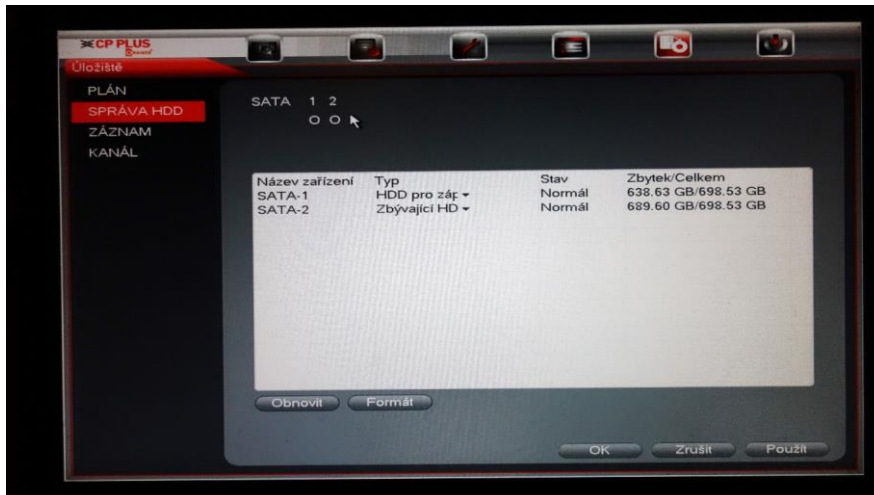 CP PLUS
ORANGE
Úložiště
PLÁN
SPRÁVA HDD
ZÁZNAM
KANÁL
SATA 1 2
Název zařízení Typ Stav Zbytek/Celkem
SATA-1 HDD pro záp Normál 638.63 GB/698.53 GB
SATA-2 Zbývající HD Normál 689.60 GB/698.53 GB
Obnovit Formát
OK Zrušit Použít